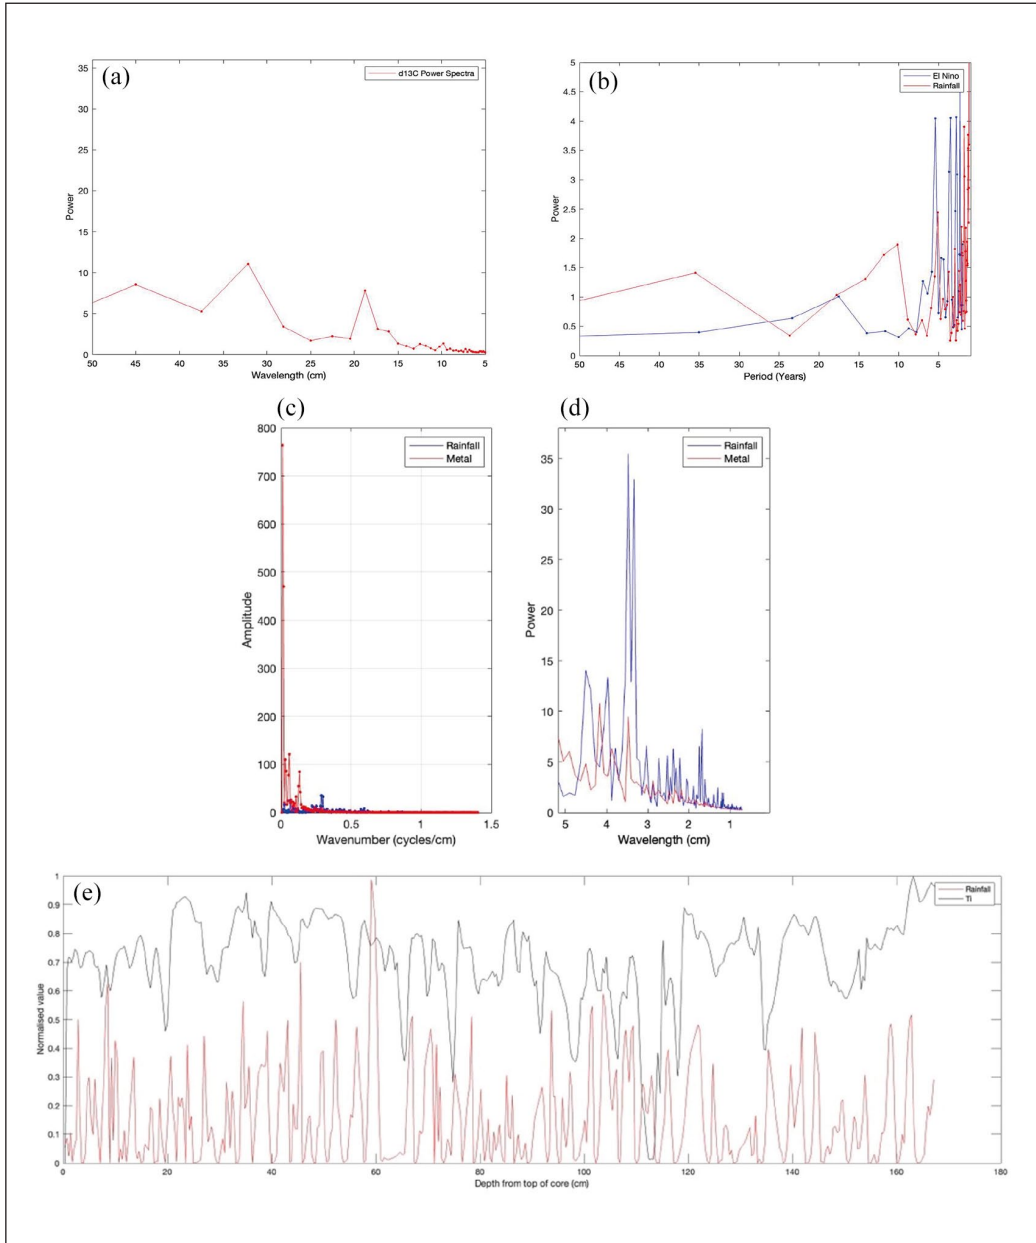 (a)
d13C Power Spectra
35
30
25
20
15
10
5
0
Power
50 45 40 35 30 25 20 15 10 5
Wavelength (cm)
(b)
El Nino
Rainfall
5
4.5
4
3.5
3
2.5
2
1.5
1
0.5
0
Power
50 45 40 35 30 25 20 15 10 5
Period (Years)
(c)
Rainfall
Metal
800
700
600
500
400
300
200
100
0
Amplitude
0 0.5 1 1.5
Wavenumber (cycles/cm)
(d)
Rainfall
Metal
35
30
25
20
15
10
5
0
Power
5 4 3 2 1
Wavelength (cm)
(e)
Rainfall
Ti
1
0.9
0.8
0.7
0.6
0.5
0.4
0.3
0.2
0.1
0
Normalised value
0 20 40 60 80 100 120 140 160 180
Depth from top of core (cm)